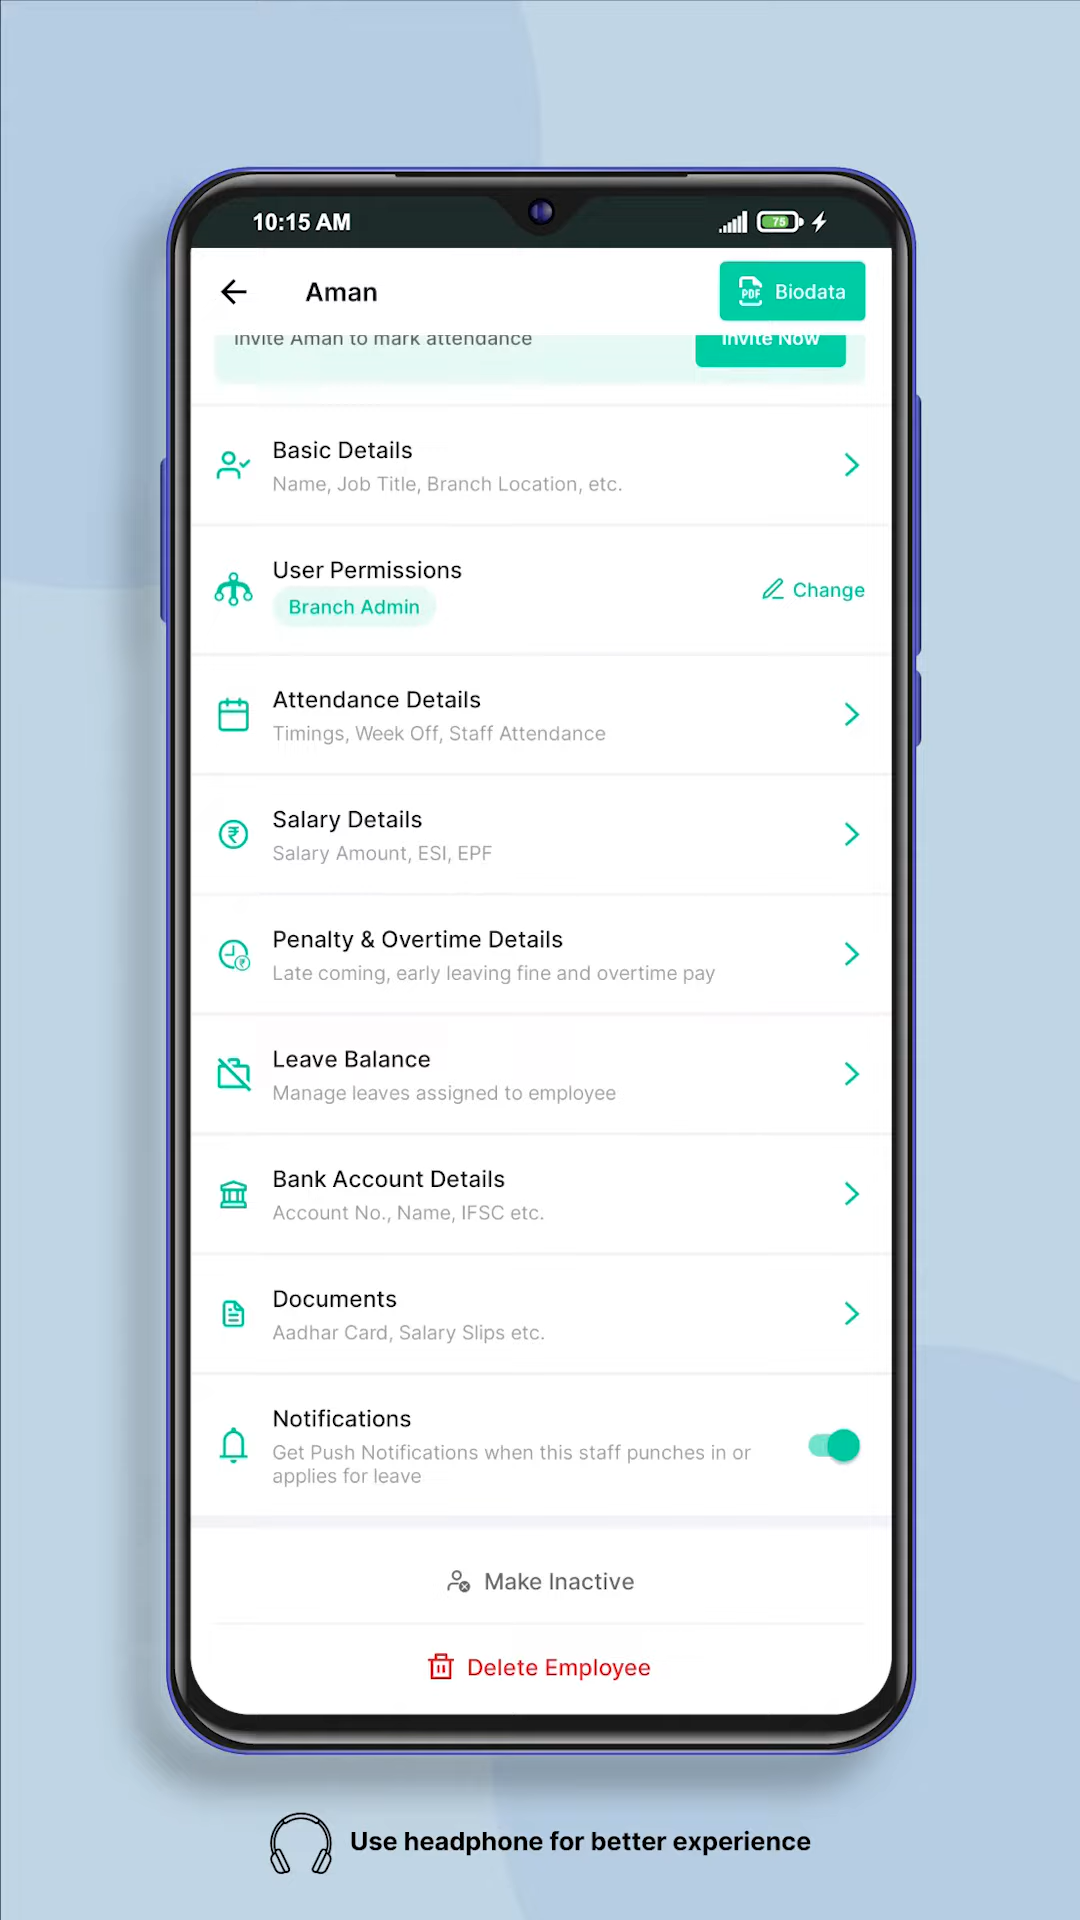 10:15 AM
75
Aman
PDF
Biodata
Invite Aman to mark attendance
Invite Now
Basic Details
Name, Job Title, Branch Location, etc.
User Permissions
Branch Admin
Change
Attendance Details
Timings, Week Off, Staff Attendance
Salary Details
Salary Amount, ESI, EPF
Penalty & Overtime Details
Late coming, early leaving fine and overtime pay
Leave Balance
Manage leaves assigned to employee
Bank Account Details
Account No., Name, IFSC etc.
Documents
Aadhar Card, Salary Slips etc.
Notifications
Get Push Notifications when this staff punches in or
applies for leave
Make Inactive
Delete Employee
Use headphone for better experience